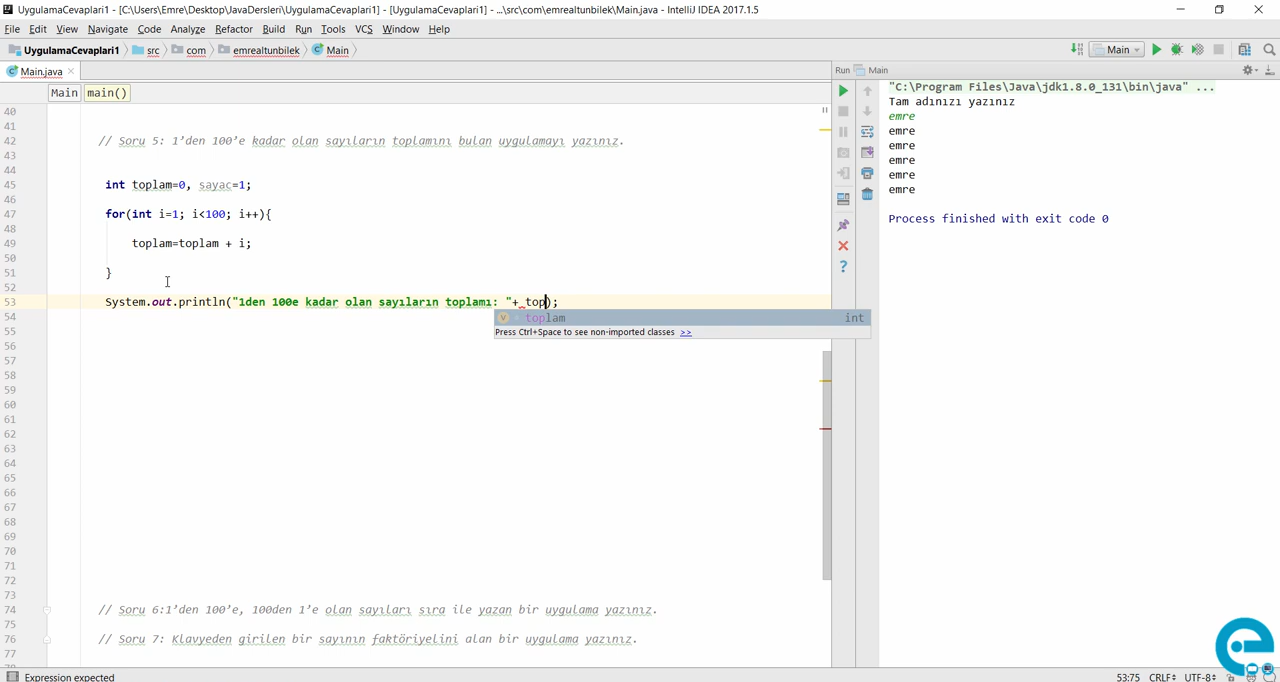 UygulamaCevaplari1 - [C:\Users\Emre\Desktop\JavaDersleri\UygulamaCevaplari1] - [UygulamaCevaplari1] - ...\src\com\emrealtunbilek\Main.java - IntelliJ IDEA 2017.1.5
File Edit View Navigate Code Analyze Refactor Build Run Tools VCS Window Help
UygulamaCevaplari1 src com emrealtunbilek Main
Main
Main.java
Run Main
Main main()
"C:\Program Files\Java\jdk1.8.0_131\bin\java" ...
Tam adınızı yazınız
emre
emre
emre
emre
emre
emre
Process finished with exit code 0
40
41
42 // Soru 5: 1’den 100’e kadar olan sayıların toplamını bulan uygulamayı yazınız.
43
44
45 int toplam=0, sayac=1;
46
47 for(int i=1; i<100; i++){
48
49 toplam=toplam + i;
50
51 }
52
53 System.out.println("1den 100e kadar olan sayıların toplamı: "+ top);
54
toplam int
Press Ctrl+Space to see non-imported classes >>
55
56
57
58
59
60
61
62
63
64
65
66
67
68
69
70
71
72
73
74 // Soru 6:1’den 100’e, 100den 1’e olan sayıları sıra ile yazan bir uygulama yazınız.
75
76 // Soru 7: Klavyeden girilen bir sayının faktöriyelini alan bir uygulama yazınız.
77
Expression expected
53:75 CRLF UTF-8